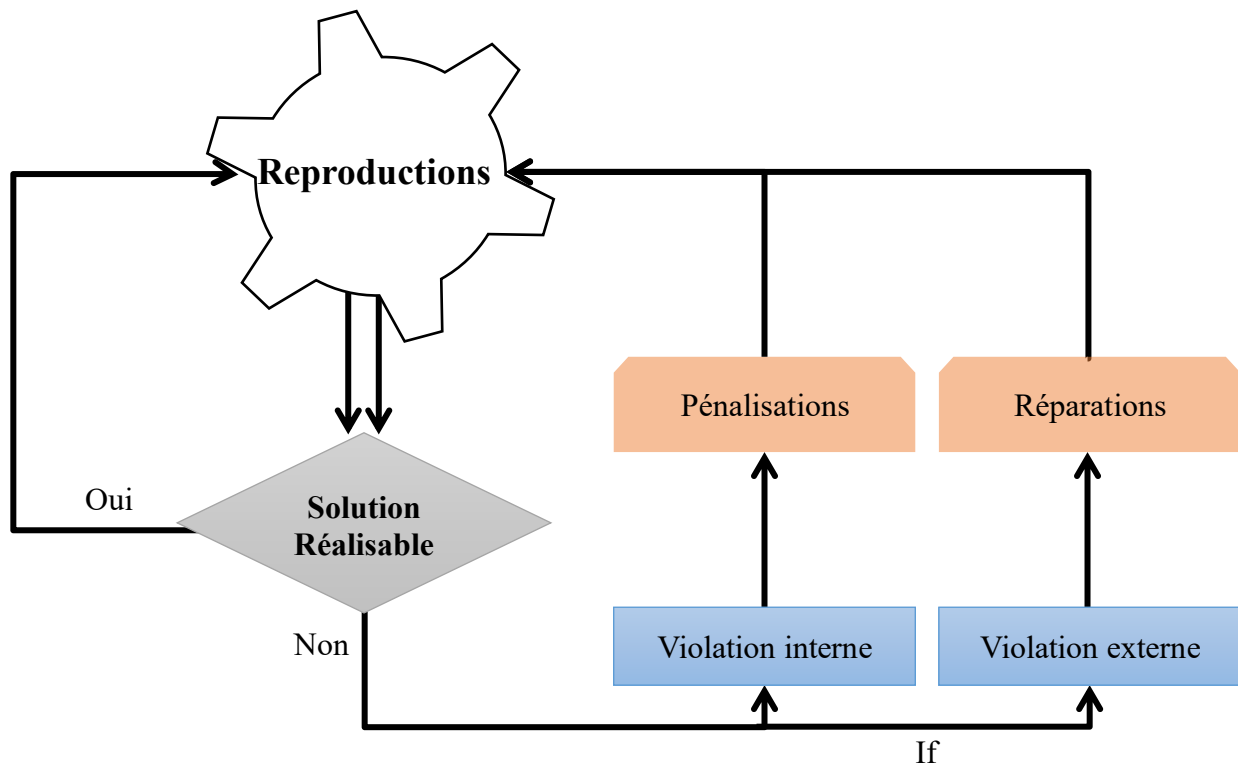 Reproductions
Pénalisations
Réparations
Oui
Solution
Réalisable
Non
Violation interne
Violation externe
If